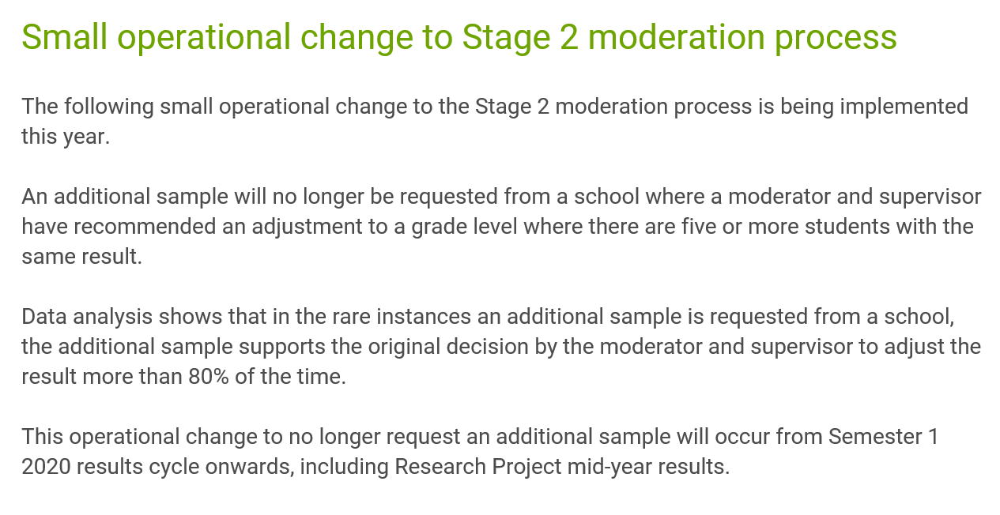 Small operational change to Stage 2 moderation process
The following small operational change to the Stage 2 moderation process is being implemented
this year.
An additional sample will no longer be requested from a school where a moderator and supervisor
have recommended an adjustment to a grade level where there are five or more students with the
same result.
Data analysis shows that in the rare instances an additional sample is requested from a school,
the additional sample supports the original decision by the moderator and supervisor to adjust the
result more than 80% of the time.
This operational change to no longer request an additional sample will occur from Semester 1
2020 results cycle onwards, including Research Project mid-year results.